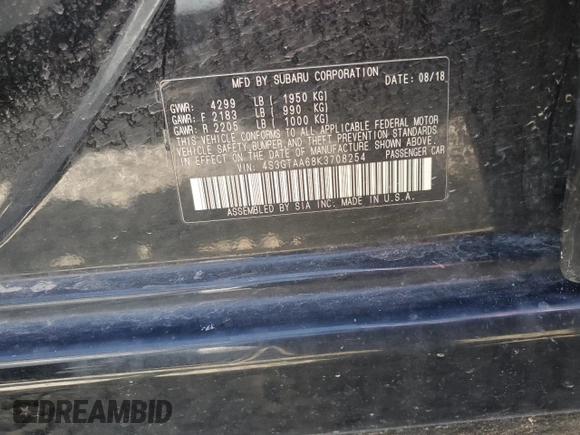 MFD BY SUBARU CORPORATION DATE: 08/18
GVWR: 4299 LB ( 1950 KG)
GAWR: F 2183 LB ( 990 KG)
GAWR: R 2205 LB ( 1000 KG)
THIS VEHICLE CONFORMS TO ALL APPLICABLE FEDERAL MOTOR
VEHICLE SAFETY, BUMPER, AND THEFT PREVENTION STANDARDS
IN EFFECT ON THE DATE OF MANUFACTURE SHOWN ABOVE.
VIN: 4S3GTAA68K3708254 PASSENGER CAR
ASSEMBLED BY SIA INC: MADE IN U.S.A.
DREAMBID